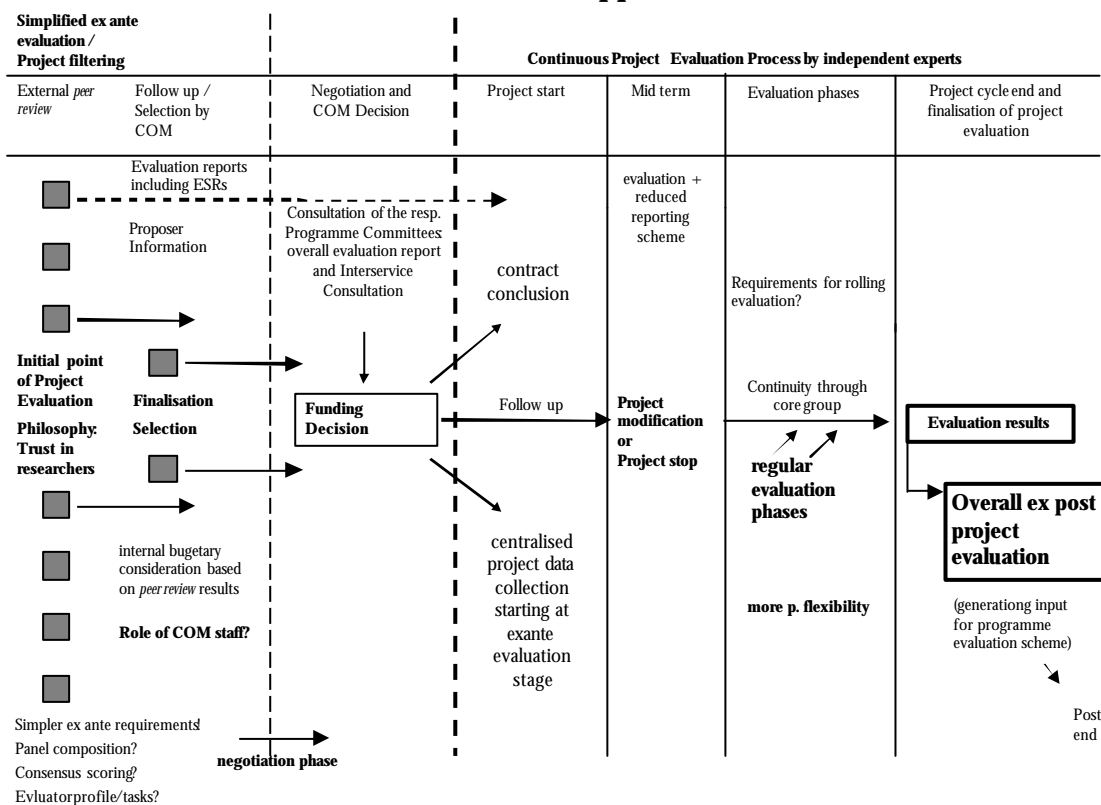 Simplified ex ante
evaluation /
Project filtering
Continuous Project Evaluation Process by independent experts
External peer
review
Follow up /
Selection by
COM
Negotiation and
COM Decision
Project start
Mid term
Evaluation phases
Project cycle end and
finalisation of project
evaluation
Evaluation reports
including ESRs
Proposer
Information
Consultation of the resp.
Programme Committees:
overall evaluation report
and Interservice
Consultation
contract
conclusion
evaluation +
reduced
reporting
scheme
Requirements for rolling
evaluation?
Initial point
of Project
Evaluation
Philosophy:
Trust in
researchers
Finalisation
Selection
Funding
Decision
Follow up
Project
modification
or
Project stop
Continuity through
core group
regular
evaluation
phases
Evaluation results
Overall ex post
project
evaluation
internal bugetary
consideration based
on peer review results
Role of COM staff?
centralised
project data
collection
starting at
exante
evaluation
stage
more p. flexibility
(generationg input
for programme
evaluation scheme)
Post
end
Simpler ex ante requirements!
Panel composition?
Consensus scoring?
Evluatorprofile/tasks?
negotiation phase